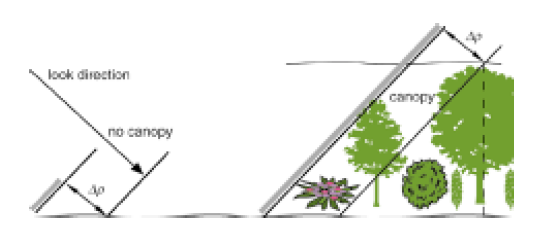 Δρ
look direction
canopy
no canopy
Δρ